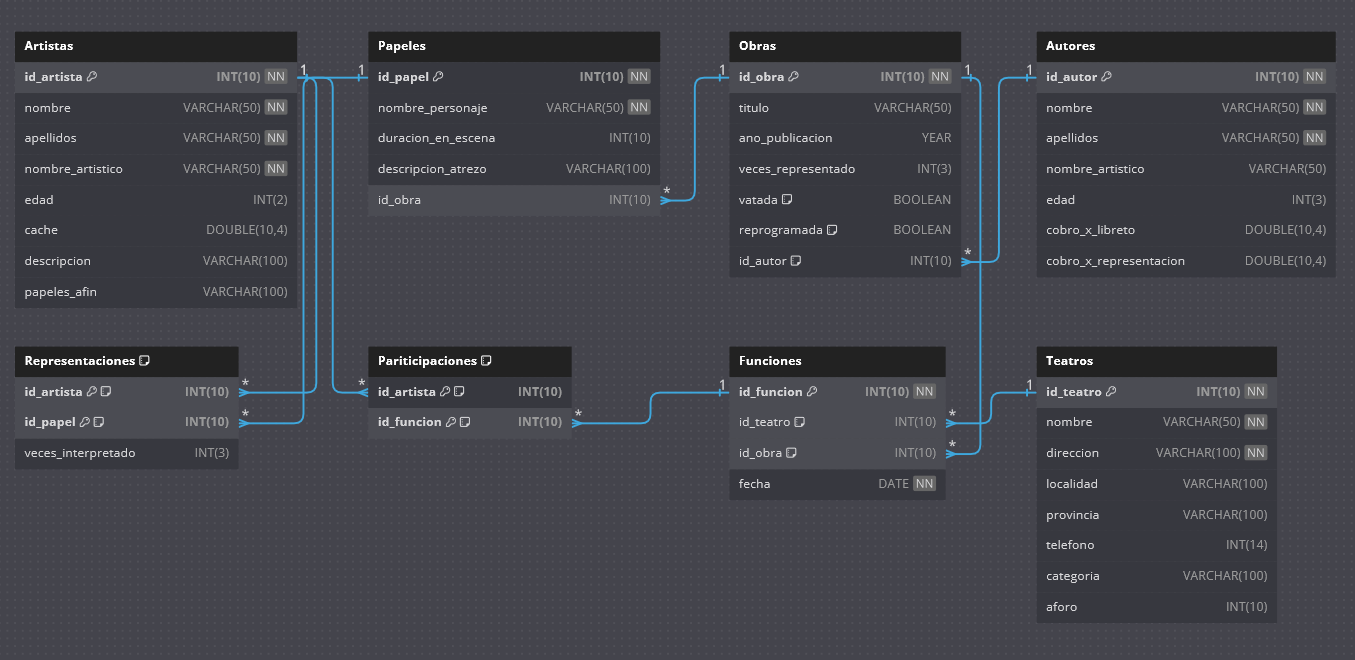 Artistas
id_artista INT(10) NN
nombre VARCHAR(50) NN
apellidos VARCHAR(50) NN
nombre_artistico VARCHAR(50) NN
edad INT(2)
cache DOUBLE(10,4)
descripcion VARCHAR(100)
papeles_afin VARCHAR(100)
1
1
Papeles
id_papel INT(10) NN
nombre_personaje VARCHAR(50) NN
duracion_en_escena INT(10)
descripcion_atrezo VARCHAR(100)
id_obra INT(10)
*
1
Obras
id_obra INT(10) NN
titulo VARCHAR(50)
ano_publicacion YEAR
veces_representado INT(3)
vatada BOOLEAN
reprogramada BOOLEAN
id_autor INT(10)
1
*
1
Autores
id_autor INT(10) NN
nombre VARCHAR(50) NN
apellidos VARCHAR(50) NN
nombre_artistico VARCHAR(50)
edad INT(3)
cobro_x_libreto DOUBLE(10,4)
cobro_x_representacion DOUBLE(10,4)
Representaciones
id_artista INT(10)
id_papel INT(10)
veces_interpretado INT(3)
*
*
*
Pariticipaciones
id_artista INT(10)
id_funcion INT(10)
*
1
Funciones
id_funcion INT(10) NN
id_teatro INT(10)
id_obra INT(10)
fecha DATE NN
*
*
1
Teatros
id_teatro INT(10) NN
nombre VARCHAR(50) NN
direccion VARCHAR(100) NN
localidad VARCHAR(100)
provincia VARCHAR(100)
telefono INT(14)
categoria VARCHAR(100)
aforo INT(10)